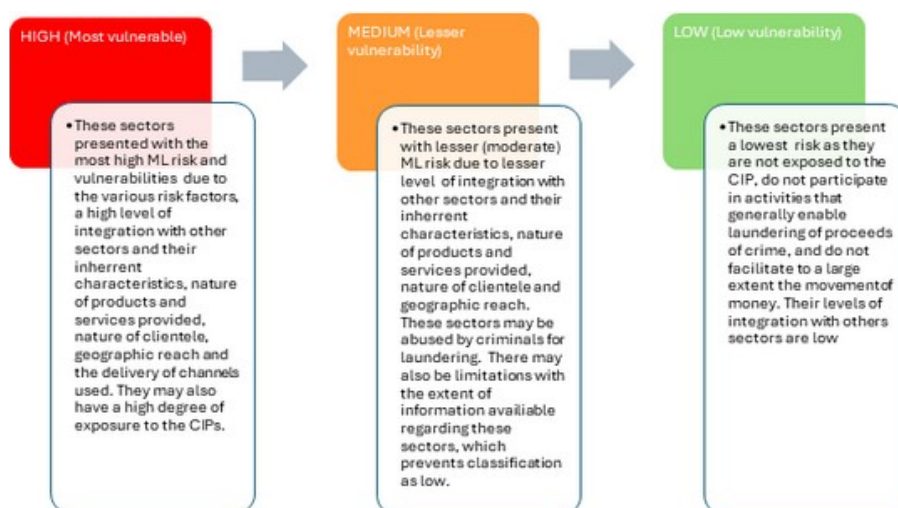 HIGH (Most vulnerable)
•These sectors
presented with the
most high ML risk and
vulnerabilities due to
the various risk factors,
a high level of
integration with other
sectors and their
inherrent
characteristics, nature
of products and
services provided,
nature of clientele,
geographic reach and
the delivery of channels
used. They may also
have a high degree of
exposure to the CIPs.
MEDIUM (Lesser
vulnerability)
•These sectors present
with lesser (moderate)
ML risk due to lesser
level of integration with
other sectors and their
inherrent
characteristics, nature
of products and
services provided,
nature of clientele and
geographic reach.
These sectors may be
abused by criminals for
laundering. There may
also be limitations with
the extent of
information availiable
regarding these
sectors, which
prevents classification
as low.
LOW (Low vulnerability)
•These sectors present
a lowest risk as they
are not exposed to the
CIP, do not participate
in activities that
generally enable
laundering of proceeds
of crime, and do not
facilitate to a large
extent the movementof
money. Their levels of
integration with others
sectors are low